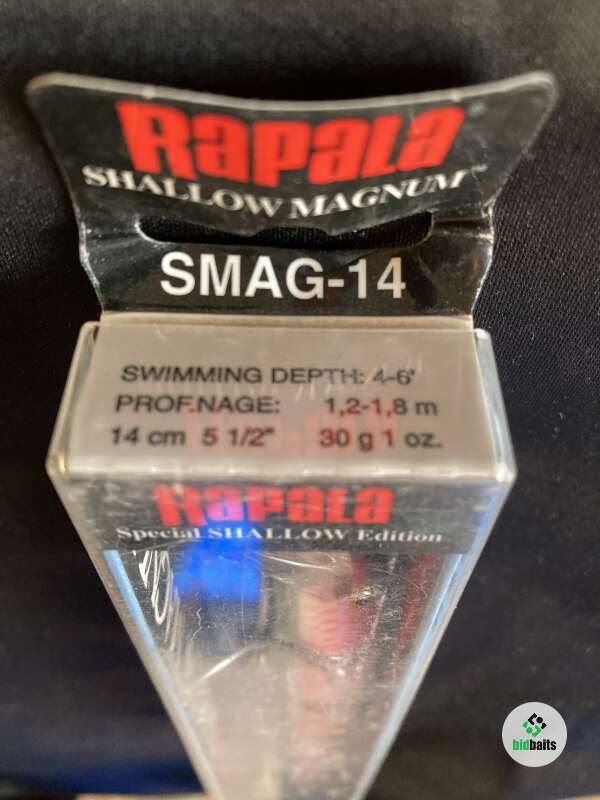 Rapala®
SHALLOW MAGNUM™
SMAG-14
SWIMMING DEPTH: 4-6'
PROF.NAGE: 1,2-1,8 m
14 cm 5 1/2" 30 g 1 oz.
Rapala
Special SHALLOW Edition
bidbaits